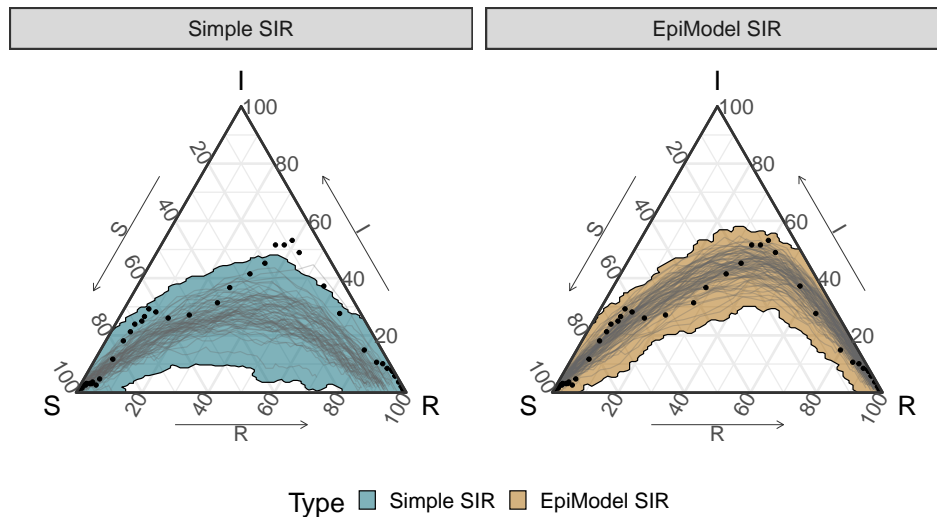 Simple SIR EpiModel SIR
I I
100 100
20 80 20 80
S I S I
40 60 40 60
60 40 60 40
80 20 80 20
100 100
S R S R
20 40 60 80 100 20 40 60 80 100
R R
Type Simple SIR EpiModel SIR